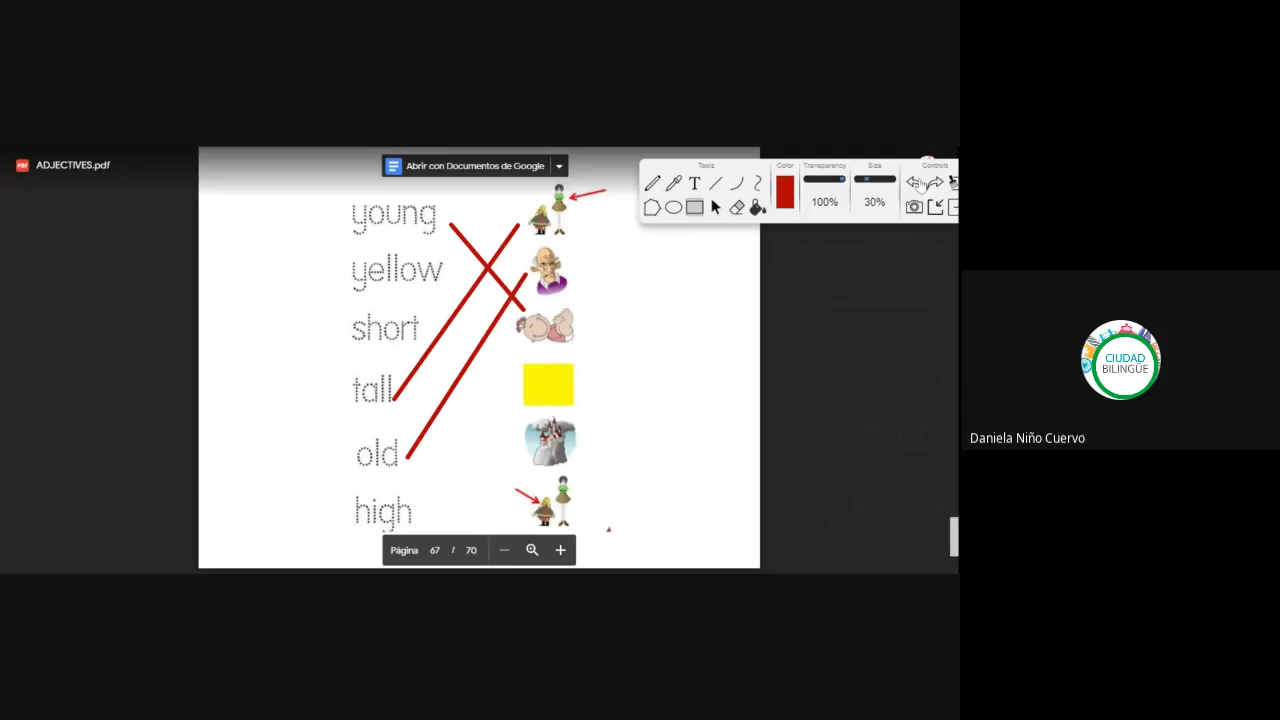 ADJECTIVES.pdf
Abrir con Documentos de Google
Tools
Color
Transparency
Size
Controls
100%
30%
young
yellow
short
tall
old
high
Página 67 / 70
CIUDAD
BILINGÜE
Daniela Niño Cuervo